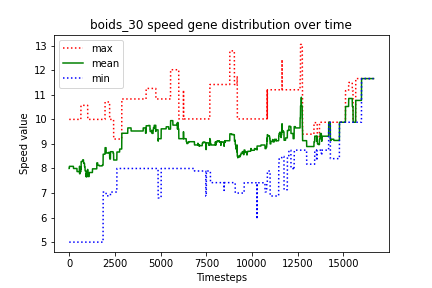 boids_30 speed gene distribution over time
max
mean
min
Speed value
13
12
11
10
9
8
7
6
5
0
2500
5000
7500
10000
12500
15000
Timesteps